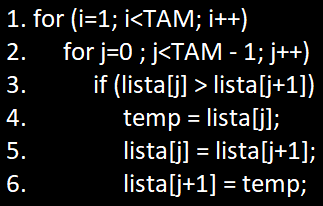 1. for (i=1; i<TAM; i++)
2. for j=0 ; j<TAM - 1; j++)
3. if (lista[j] > lista[j+1])
4. temp = lista[j];
5. lista[j] = lista[j+1];
6. lista[j+1] = temp;